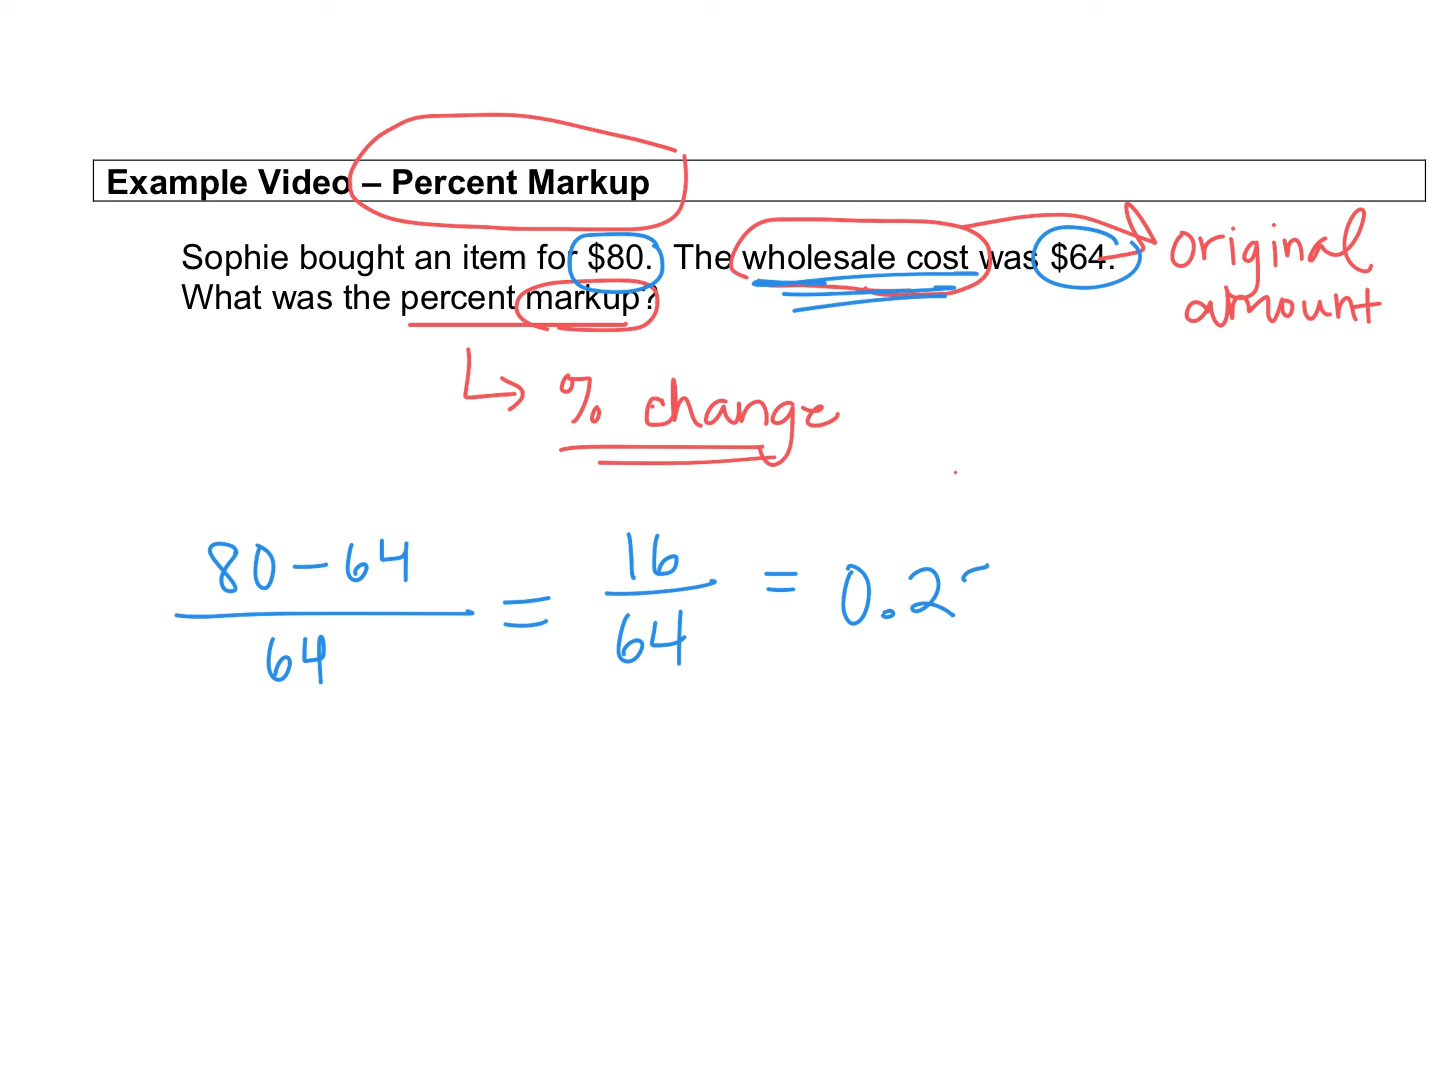 Example Video – Percent Markup
Sophie bought an item for $80. The wholesale cost was $64.
What was the percent markup?
original
amount
% change
80 - 64
64
=
16
64
= 0.2